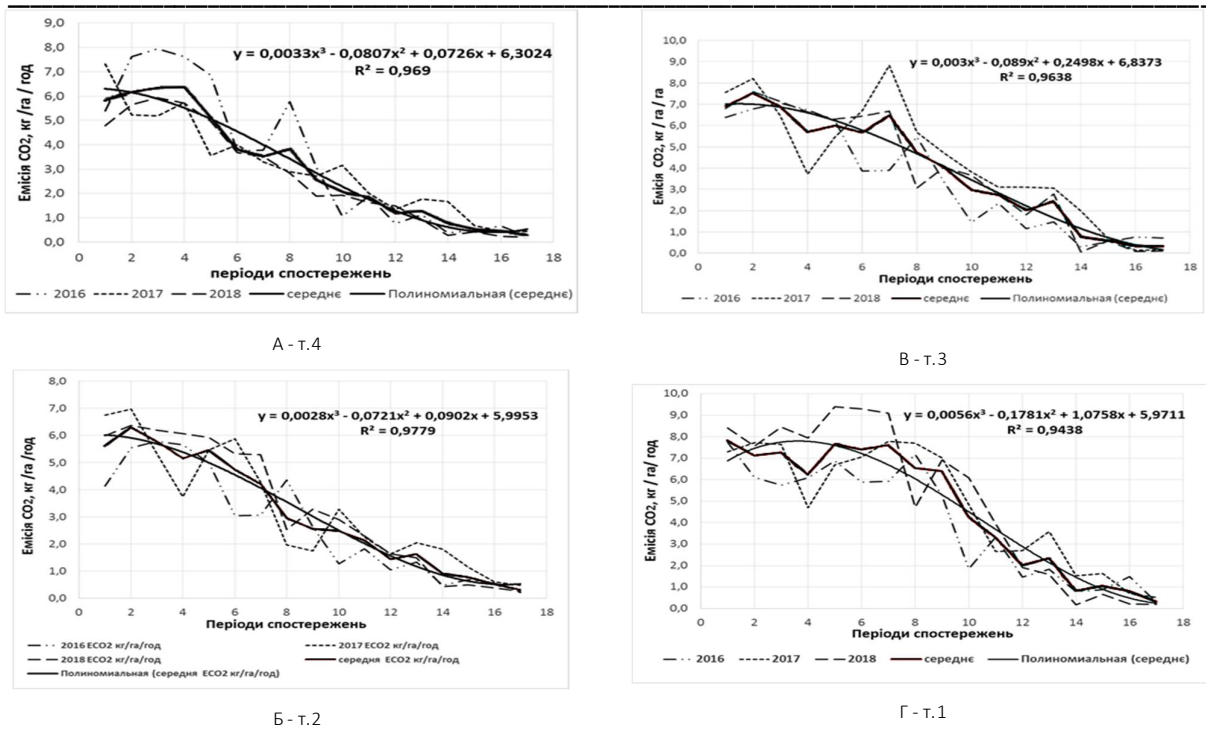 9,0
8,0
7,0
6,0
5,0
4,0
3,0
2,0
1,0
0,0
Емісія СО2, кг /га / год
y = 0,0033x³ - 0,0807x² + 0,0726x + 6,3024
R² = 0,969
0 2 4 6 8 10 12 14 16 18
періоди спостережень
2016 2017 2018 середнє Полиномиальная (середнє)
А - т.4
10,0
9,0
8,0
7,0
6,0
5,0
4,0
3,0
2,0
1,0
0,0
Емісія СО2, кг / га / га
y = 0,003x³ - 0,089x² + 0,2498x + 6,8373
R² = 0,9638
0 2 4 6 8 10 12 14 16 18
Періоди спостережень
2016 2017 2018 середнє Полиномиальная (середнє)
В - т.3
8,0
7,0
6,0
5,0
4,0
3,0
2,0
1,0
0,0
Емісія СО2, кг /га /год
y = 0,0028x³ - 0,0721x² + 0,0902x + 5,9953
R² = 0,9779
0 2 4 6 8 10 12 14 16 18
Періоди спостережень
2016 ECO2 кг/га/год 2017 ECO2 кг/га/год
2018 ECO2 кг/га/год середня ECO2 кг/га/год
Полиномиальная (середня ECO2 кг/га/год)
Б - т.2
10,0
9,0
8,0
7,0
6,0
5,0
4,0
3,0
2,0
1,0
0,0
Емісія СО2, кг / га/ год
y = 0,0056x³ - 0,1781x² + 1,0758x + 5,9711
R² = 0,9438
0 2 4 6 8 10 12 14 16 18
Періоди спостережень
2016 2017 2018 середнє Полиномиальная (середнє)
Г - т.1